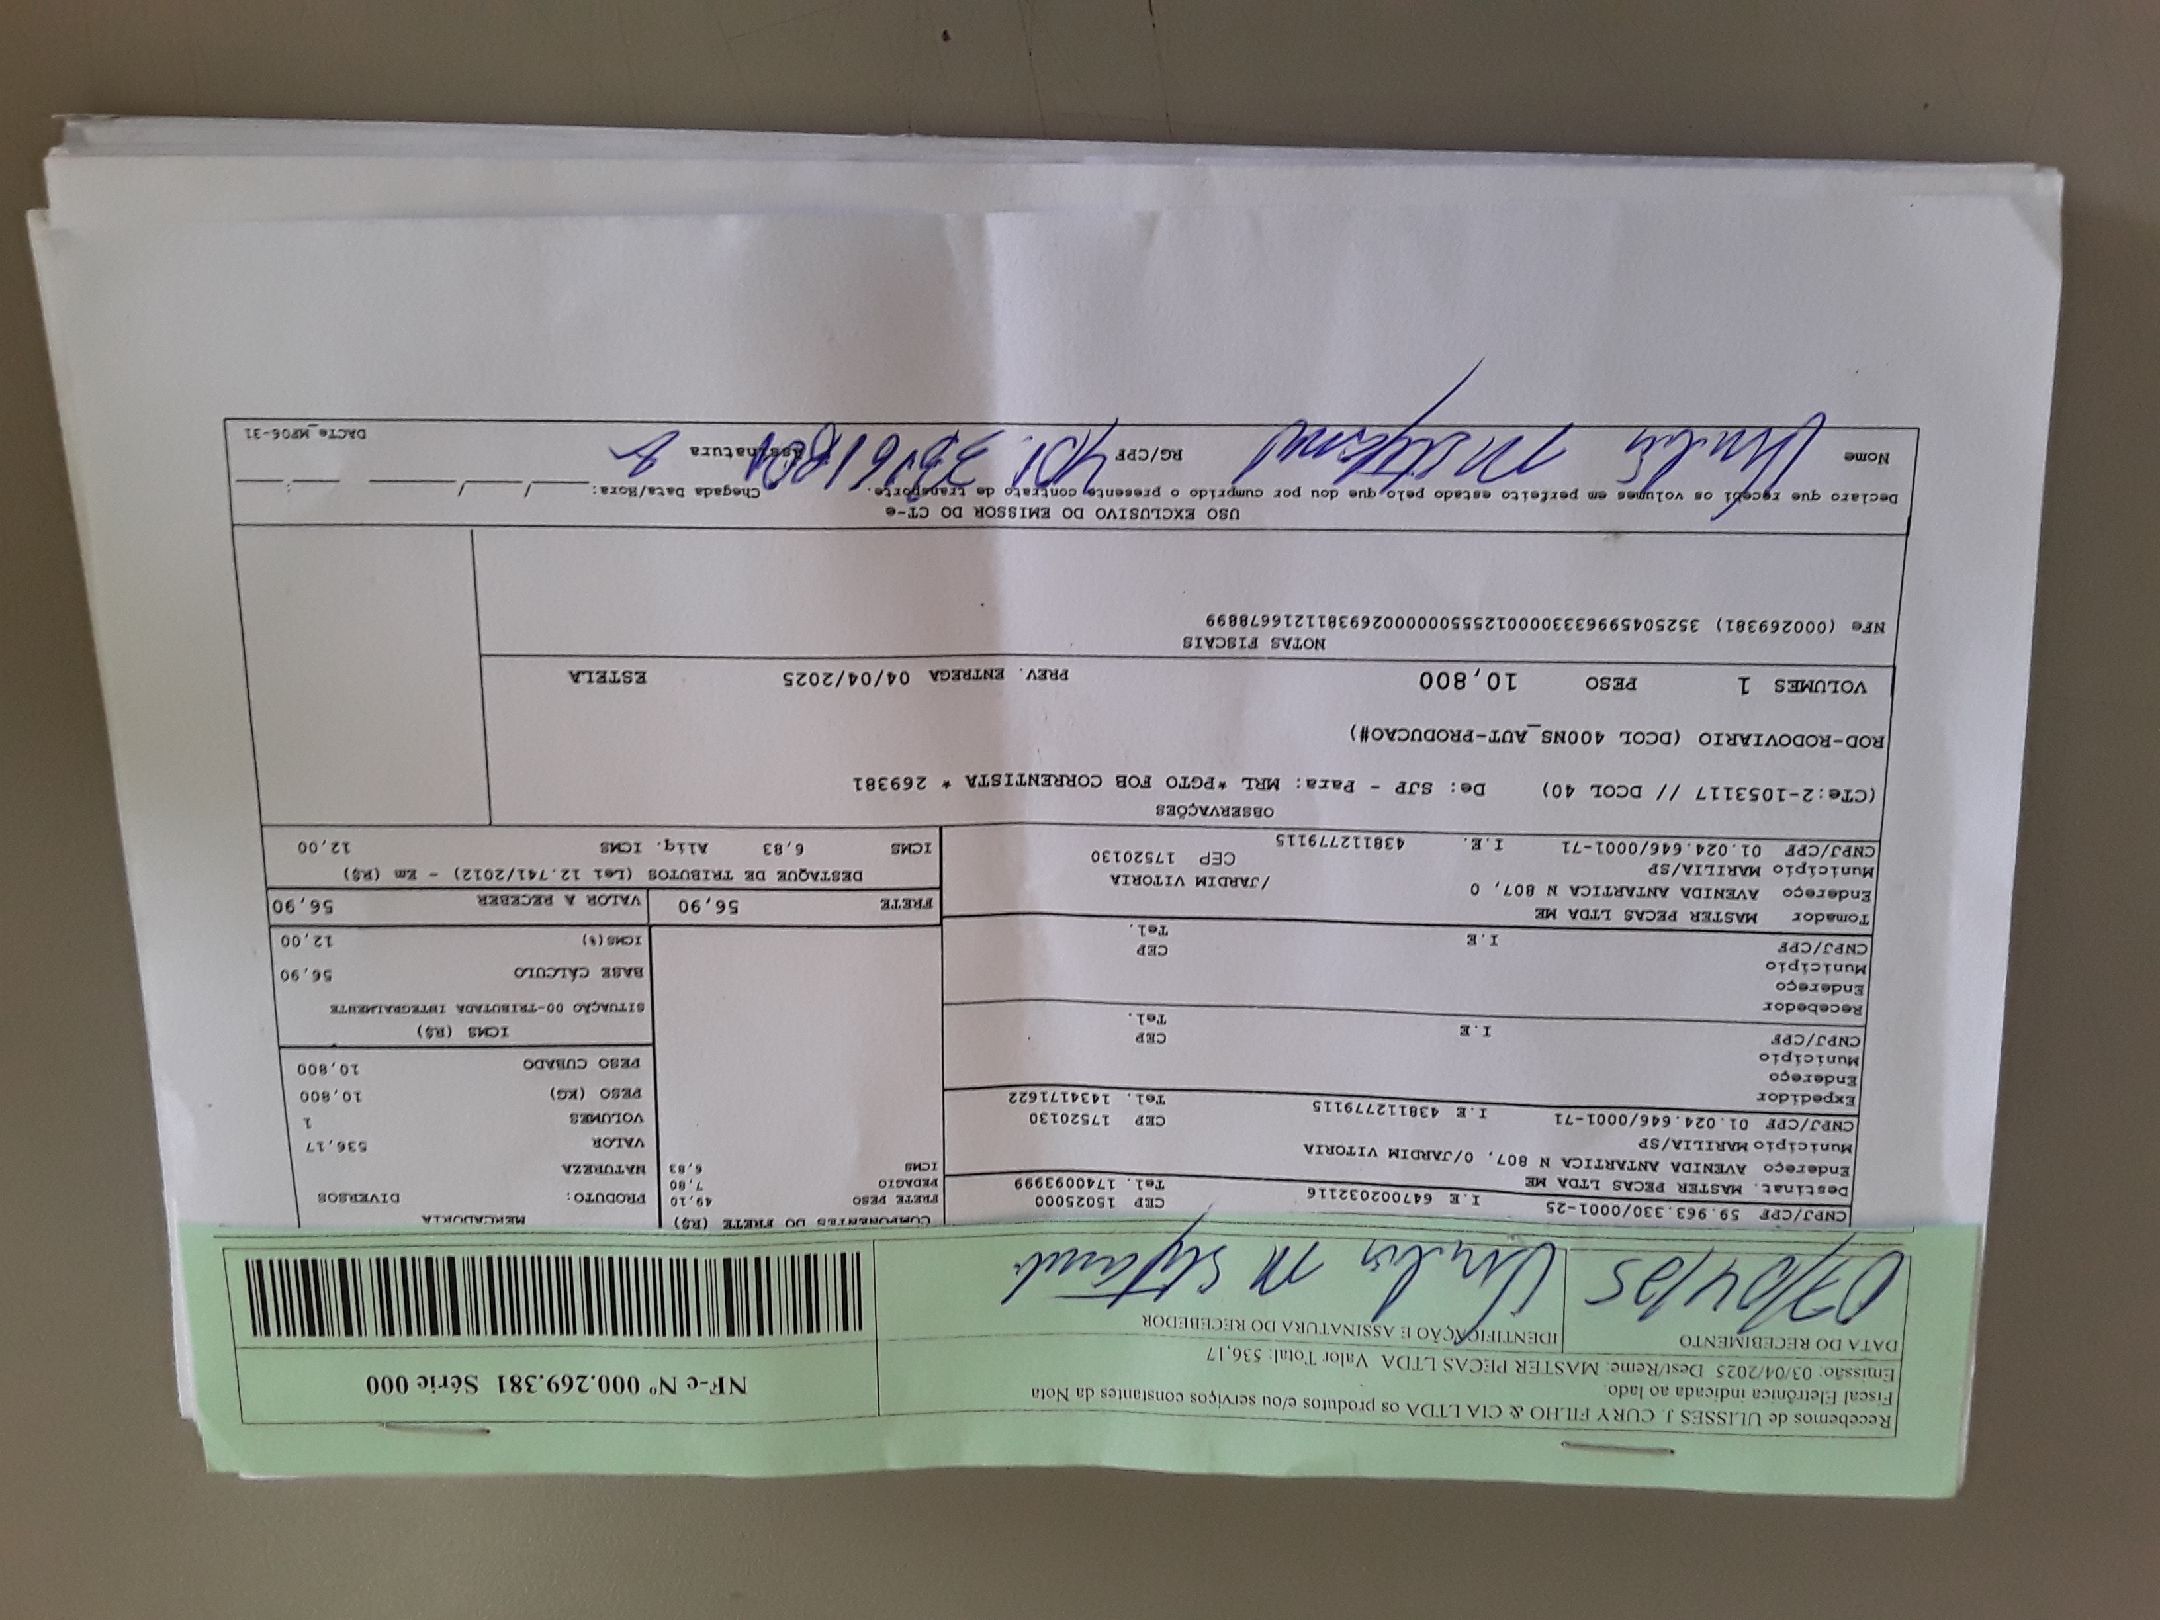 Recebemos de ULISSES J. CURY FILHO & CIA LTDA os produtos e/ou serviços constantes da Nota
Fiscal Eletrônica indicada ao lado.
Emissão: 03/04/2025 Dest/Reme: MASTER PECAS LTDA Valor Total: 536,17
NF-e Nº 000.269.381 Série 000
DATA DO RECEBIMENTO
IDENTIFICAÇÃO E ASSINATURA DO RECEBEDOR
07/04/25
CNPJ/CPF 59.963.330/0001-25 I.E 647002032116 CEP 15025000
Tel. 1740093999
Destinat. MASTER PECAS LTDA ME
Endereço AVENIDA ANTARTICA N 807, 0/JARDIM VITORIA
Município MARILIA/SP CEP 17520130
CNPJ/CPF 01.024.646/0001-71 I.E 438112779115 Tel. 1434171622
Expedidor
Endereço
Município CEP
CNPJ/CPF I.E Tel.
Recebedor
Endereço
Município CEP
CNPJ/CPF I.E Tel.
Tomador MASTER PECAS LTDA ME
Endereço AVENIDA ANTARTICA N 807, 0 /JARDIM VITORIA
Município MARILIA/SP CEP 17520130
CNPJ/CPF 01.024.646/0001-71 I.E. 438112779115
COMPONENTES DO FRETE (R$)
FRETE PESO 49,10
PEDAGIO 7,80
ICMS 6,83
FRETE 56,90
MERCADORIA
PRODUTO: DIVERSOS
NATUREZA
VALOR 536,17
VOLUMES 1
PESO (KG) 10,800
PESO CUBADO 10,800
ICMS (R$)
SITUAÇÃO 00-TRIBUTADA INTEGRALMENTE
BASE CÁLCULO 56,90
ICMS(%) 12,00
VALOR A RECEBER 56,90
DESTAQUE DE TRIBUTOS (Lei 12.741/2012) - Em (R$)
ICMS 6,83 Aliq. ICMS 12,00
OBSERVAÇÕES
(CTe:2-1053117 // DCOL 40) De: SJP - Para: MRL *PGTO FOB CORRENTISTA * 269381
ROD-RODOVIARIO (DCOL 400NS_AUT-PRODUCAO#)
VOLUMES 1 PESO 10,800 PREV. ENTREGA 04/04/2025 ESTELA
NOTAS FISCAIS
NFe (000269381) 352504599633300001255500000026938111216678899
USO EXCLUSIVO DO EMISSOR DO CT-e
Declaro que recebi os volumes em perfeito estado pelo que dou por cumprido o presente contrato de transporte.
Chegada Data/Hora: ___/___/___ ___:___
Nome RG/CPF Assinatura
DACTe_MF06-31